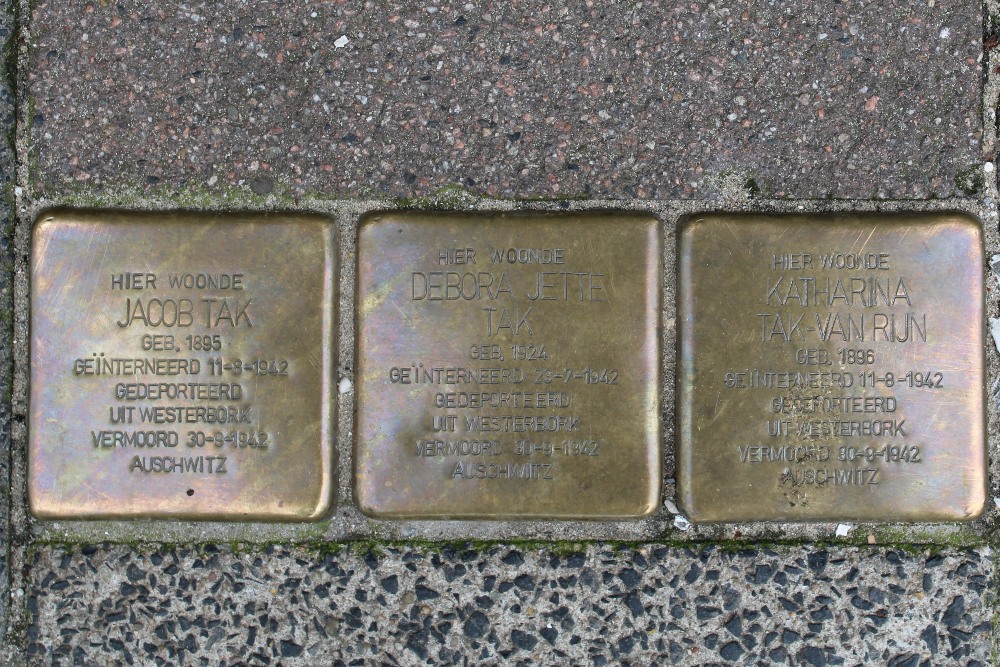 HIER WOONDE
JACOB TAK
GEB. 1895
GEÏNTERNEERD 11-8-1942
GEDEPORTEERD
UIT WESTERBORK
VERMOORD 30-9-1942
AUSCHWITZ
HIER WOONDE
DEBORA JETTE
TAK
GEB. 1924
GEÏNTERNEERD 23-7-1942
GEDEPORTEERD
UIT WESTERBORK
VERMOORD 30-9-1942
AUSCHWITZ
HIER WOONDE
KATHARINA
TAK-VAN RIJN
GEB. 1896
GEÏNTERNEERD 11-8-1942
GEDEPORTEERD
UIT WESTERBORK
VERMOORD 30-9-1942
AUSCHWITZ